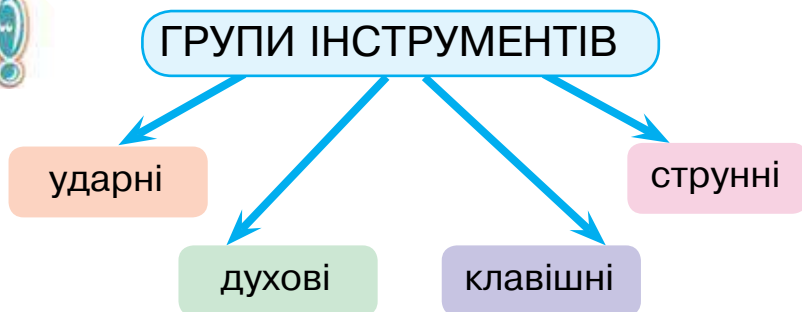 ГРУПИ ІНСТРУМЕНТІВ
ударні
струнні
духові
клавішні